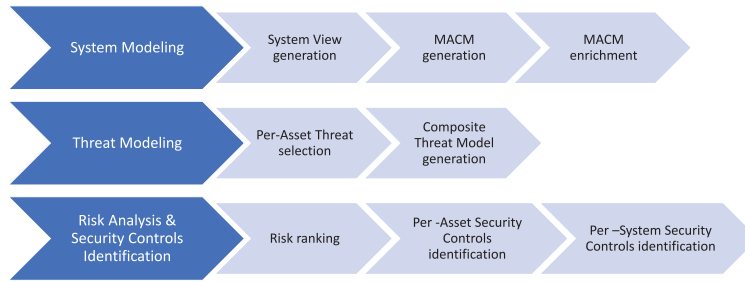 System Modeling
System View
generation
MACM
generation
MACM
enrichment
Threat Modeling
Per-Asset Threat
selection
Composite
Threat Model
generation
Risk Analysis &
Security Controls
Identification
Risk ranking
Per -Asset Security
Controls
identification
Per –System Security
Controls identification